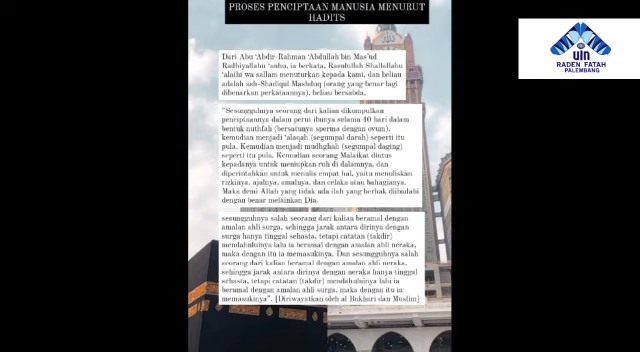 PROSES PENCIPTAAN MANUSIA MENURUT
HADITS
uin
RADEN FATAH
PALEMBANG
Dari Abu 'Abdir-Rahman 'Abdullah bin Mas'ud
Radhiyallahu 'anhu, ia berkata, Rasulullah Shallallahu
'alaihi wa sallam menuturkan kepada kami, dan beliau
adalah ash-Shadiqul Mashduq (orang yang benar lagi
dibenarkan perkataannya), beliau bersabda,
"Sesungguhnya seorang dari kalian dikumpulkan
penciptaannya dalam perut ibunya selama 40 hari dalam
bentuk nuthfah (bersatunya sperma dengan ovum),
kemudian menjadi 'alaqah (segumpal darah) seperti itu
pula. Kemudian menjadi mudhghah (segumpal daging)
seperti itu pula. Kemudian seorang Malaikat diutus
kepadanya untuk meniupkan ruh di dalamnya, dan
diperintahkan untuk menulis empat hal, yaitu menuliskan
rizkinya, ajalnya, amalnya, dan celaka atau bahagianya.
Maka demi Allah yang tidak ada ilah yang berhak diibadahi
dengan benar melainkan Dia,
sesungguhnya salah seorang dari kalian beramal dengan
amalan ahli surga, sehingga jarak antara dirinya dengan
surga hanya tinggal sehasta, tetapi catatan (takdir)
mendahuluinya lalu ia beramal dengan amalan ahli neraka,
maka dengan itu ia memasukinya. Dan sesungguhnya salah
seorang dari kalian beramal dengan amalan ahli neraka,
sehingga jarak antara dirinya dengan neraka hanya tinggal
sehasta, tetapi catatan (takdir) mendahuluinya lalu ia
beramal dengan amalan ahli surga, maka dengan itu ia
memasukinya". [Diriwayatkan oleh al Bukhari dan Muslim]